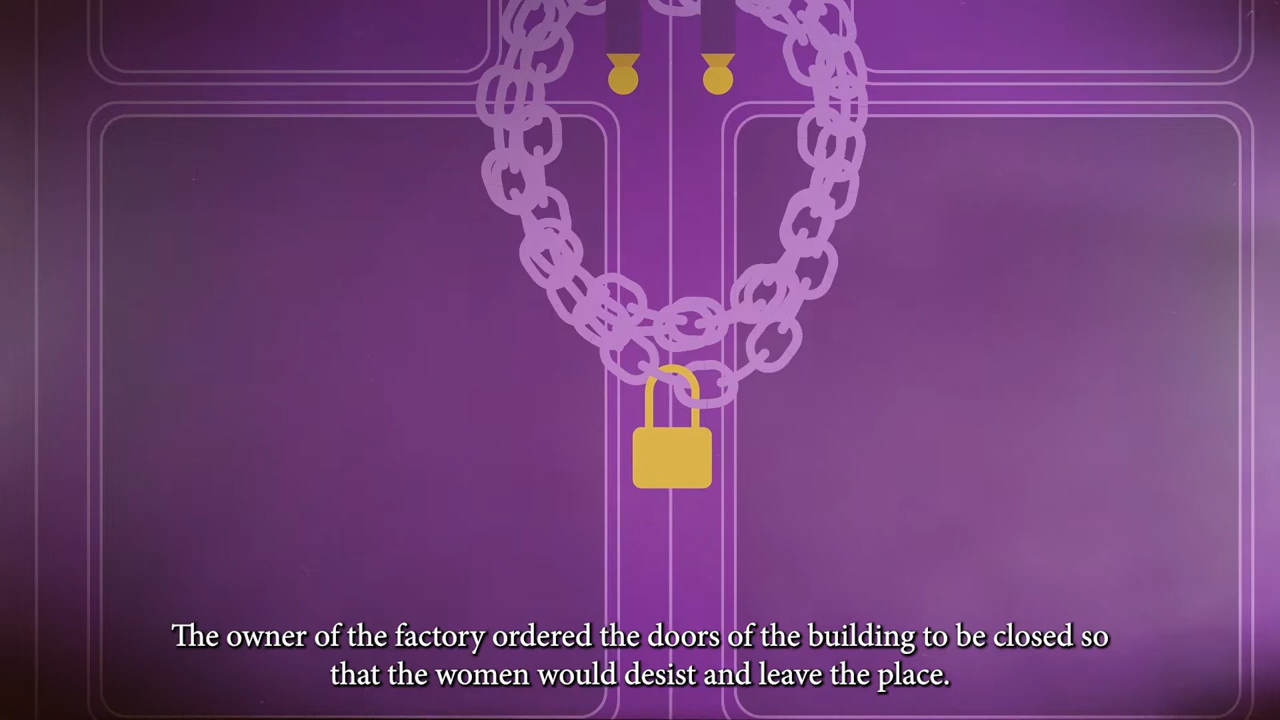 The owner of the factory ordered the doors of the building to be closed so
that the women would desist and leave the place.